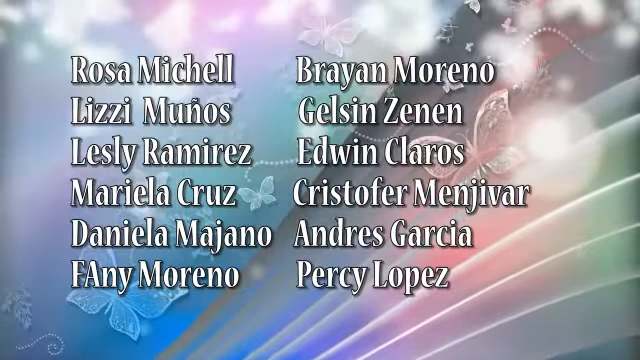 Rosa Michell Brayan Moreno
Lizzi Muños Gelsin Zenen
Lesly Ramirez Edwin Claros
Mariela Cruz Cristofer Menjivar
Daniela Majano Andres Garcia
FAny Moreno Percy Lopez